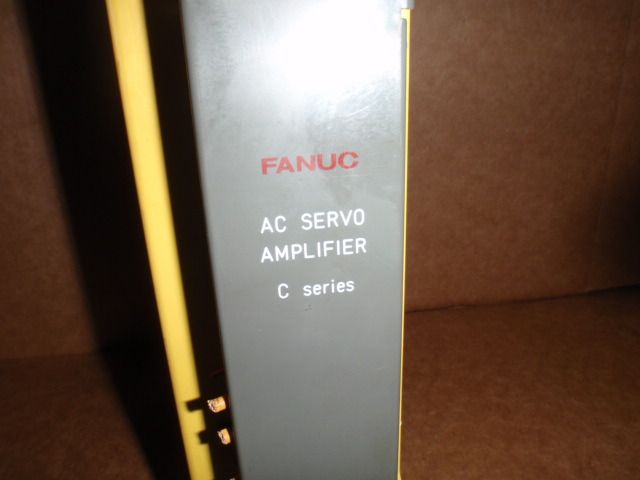 FANUC
AC SERVO
AMPLIFIER
C series